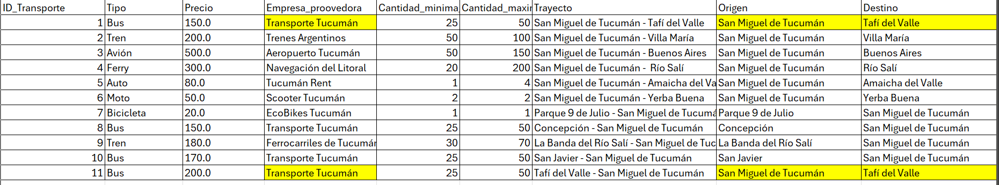 ID_Transporte Tipo Precio Empresa_proovedora Cantidad_minima_ Cantidad_maxin Trayecto Origen Destino
1 Bus 150.0 Transporte Tucumán 25 50 San Miguel de Tucumán - Tafí del Valle San Miguel de Tucumán Tafí del Valle
2 Tren 200.0 Trenes Argentinos 50 100 San Miguel de Tucumán - Villa María San Miguel de Tucumán Villa María
3 Avión 500.0 Aeropuerto Tucumán 50 150 San Miguel de Tucumán - Buenos Aires San Miguel de Tucumán Buenos Aires
4 Ferry 300.0 Navegación del Litoral 20 200 San Miguel de Tucumán -  Río Salí San Miguel de Tucumán Río Salí
5 Auto 80.0 Tucumán Rent 1 4 San Miguel de Tucumán - Amaicha del Va San Miguel de Tucumán Amaicha del Valle
6 Moto 50.0 Scooter Tucumán 2 2 San Miguel de Tucumán - Yerba Buena San Miguel de Tucumán Yerba Buena
7 Bicicleta 20.0 EcoBikes Tucumán 1 1 Parque 9 de Julio - San Miguel de Tucumá Parque 9 de Julio San Miguel de Tucumán
8 Bus 150.0 Transporte Tucumán 25 50 Concepción - San Miguel de Tucumán Concepción San Miguel de Tucumán
9 Tren 180.0 Ferrocarriles de Tucumán 30 70 La Banda del Río Salí - San Miguel de Tuc La Banda del Río Salí San Miguel de Tucumán
10 Bus 170.0 Transporte Tucumán 25 50 San Javier - San Miguel de Tucumán San Javier San Miguel de Tucumán
11 Bus 200.0 Transporte Tucumán 25 50 Tafí del Valle - San Miguel de Tucumán San Miguel de Tucumán Tafí del Valle